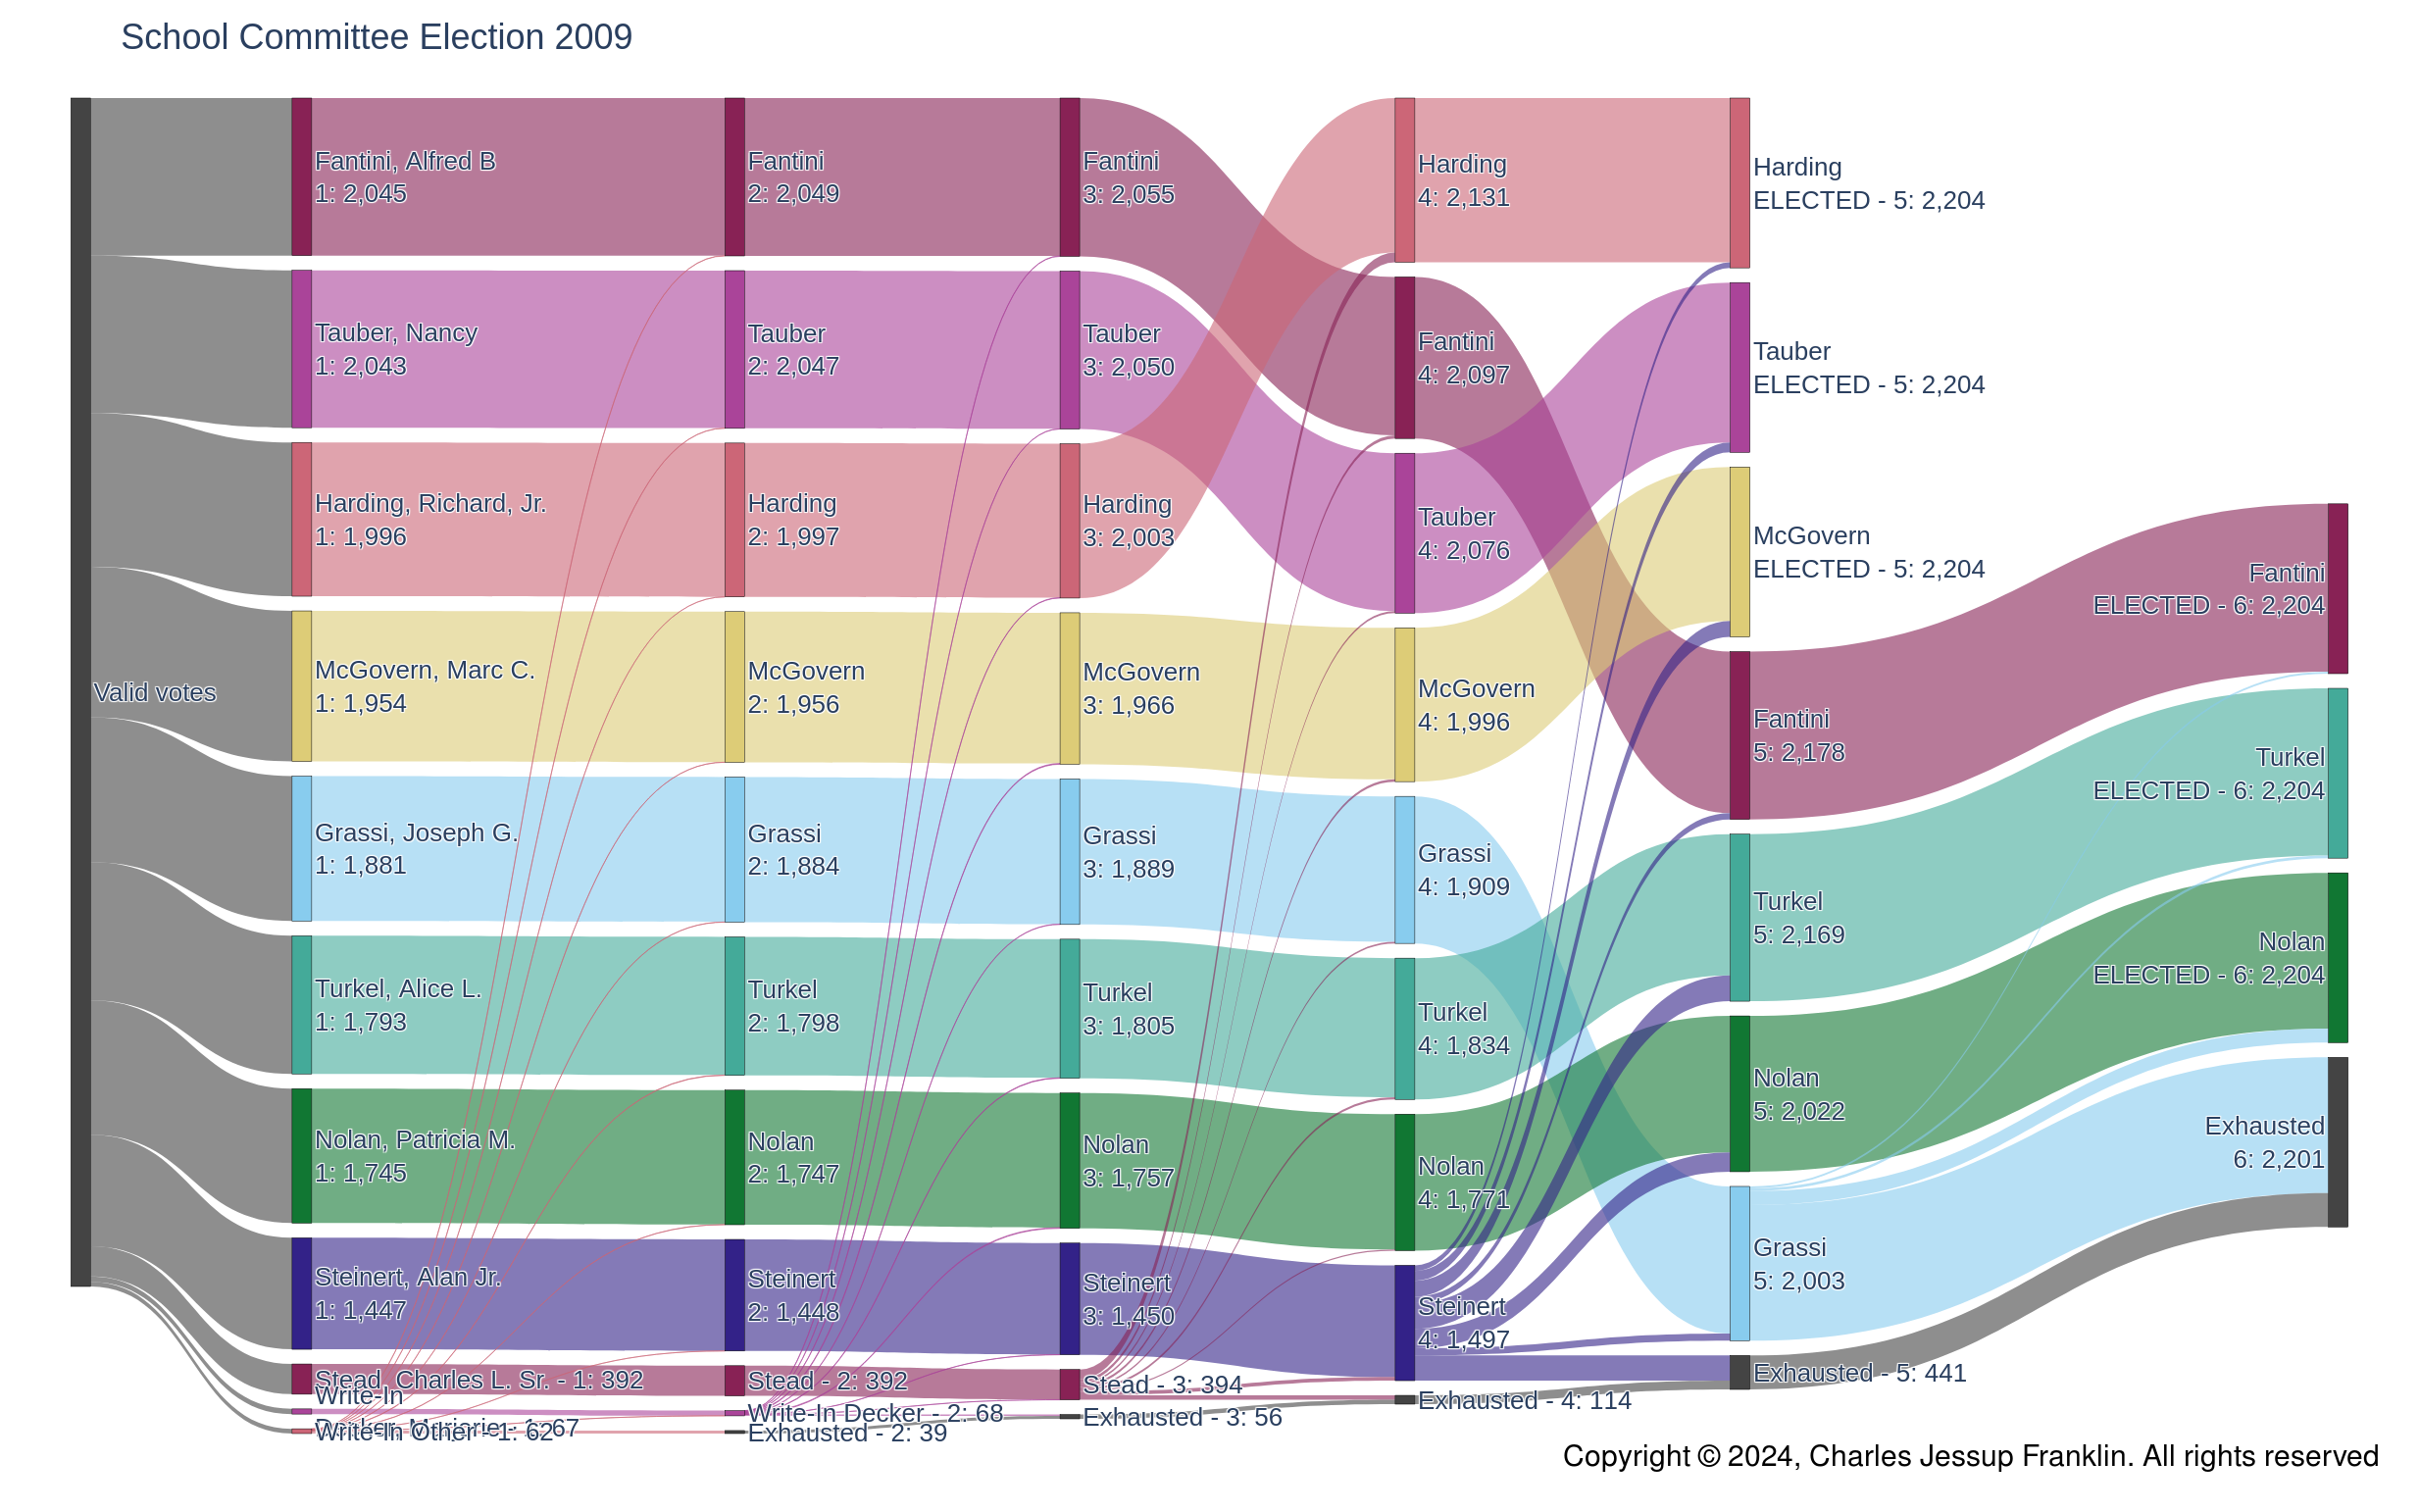 School Committee Election 2009
Valid votes
Fantini, Alfred B
1: 2,045
Tauber, Nancy
1: 2,043
Harding, Richard, Jr.
1: 1,996
McGovern, Marc C.
1: 1,954
Grassi, Joseph G.
1: 1,881
Turkel, Alice L.
1: 1,793
Nolan, Patricia M.
1: 1,745
Steinert, Alan Jr.
1: 1,447
Stead, Charles L. Sr. - 1: 392
Write-In
Decker, Marjorie - 1: 67
Write-In Other - 1: 62
Fantini
2: 2,049
Tauber
2: 2,047
Harding
2: 1,997
McGovern
2: 1,956
Grassi
2: 1,884
Turkel
2: 1,798
Nolan
2: 1,747
Steinert
2: 1,448
Stead - 2: 392
Write-In Decker - 2: 68
Exhausted - 2: 39
Fantini
3: 2,055
Tauber
3: 2,050
Harding
3: 2,003
McGovern
3: 1,966
Grassi
3: 1,889
Turkel
3: 1,805
Nolan
3: 1,757
Steinert
3: 1,450
Stead - 3: 394
Exhausted - 3: 56
Harding
4: 2,131
Fantini
4: 2,097
Tauber
4: 2,076
McGovern
4: 1,996
Grassi
4: 1,909
Turkel
4: 1,834
Nolan
4: 1,771
Steinert
4: 1,497
Exhausted - 4: 114
Harding
ELECTED - 5: 2,204
Tauber
ELECTED - 5: 2,204
McGovern
ELECTED - 5: 2,204
Fantini
5: 2,178
Turkel
5: 2,169
Nolan
5: 2,022
Grassi
5: 2,003
Exhausted - 5: 441
Fantini
ELECTED - 6: 2,204
Turkel
ELECTED - 6: 2,204
Nolan
ELECTED - 6: 2,204
Exhausted
6: 2,201
Copyright © 2024, Charles Jessup Franklin. All rights reserved